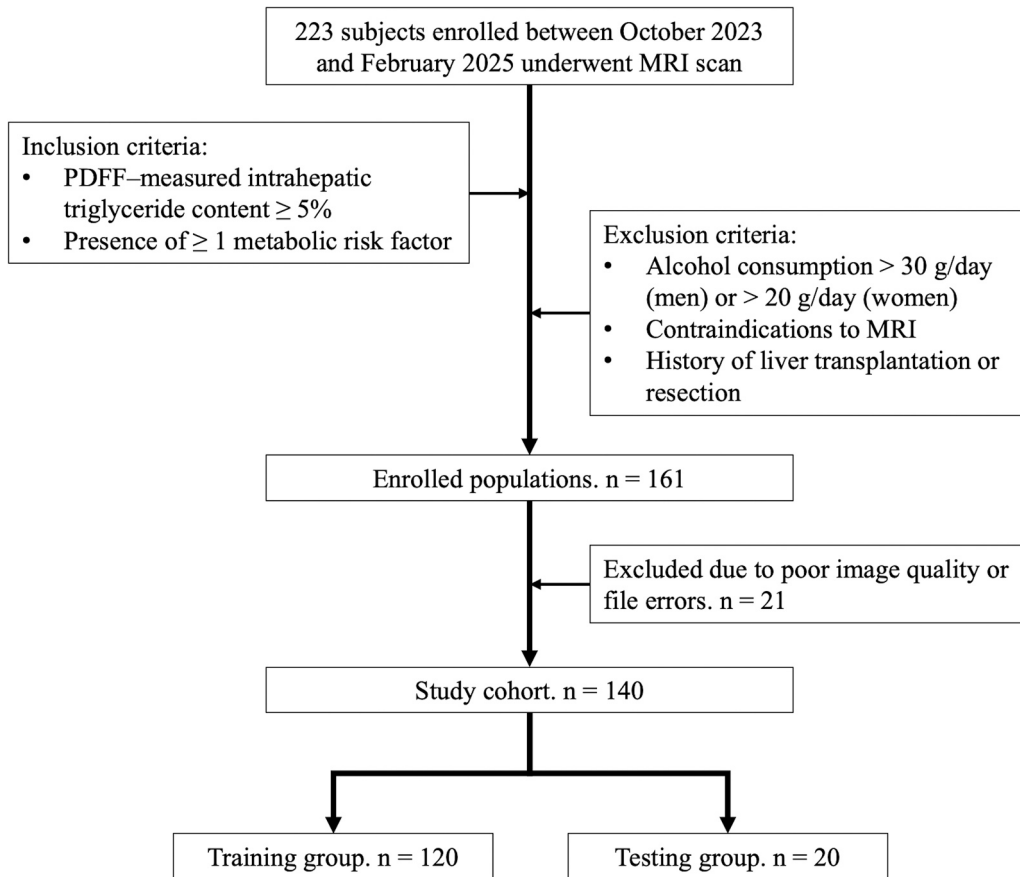 223 subjects enrolled between October 2023
and February 2025 underwent MRI scan
Inclusion criteria:
• PDFF–measured intrahepatic
triglyceride content ≥ 5%
• Presence of ≥ 1 metabolic risk factor
Exclusion criteria:
• Alcohol consumption > 30 g/day
(men) or > 20 g/day (women)
• Contraindications to MRI
• History of liver transplantation or
resection
Enrolled populations. n = 161
Excluded due to poor image quality or
file errors. n = 21
Study cohort. n = 140
Training group. n = 120
Testing group. n = 20